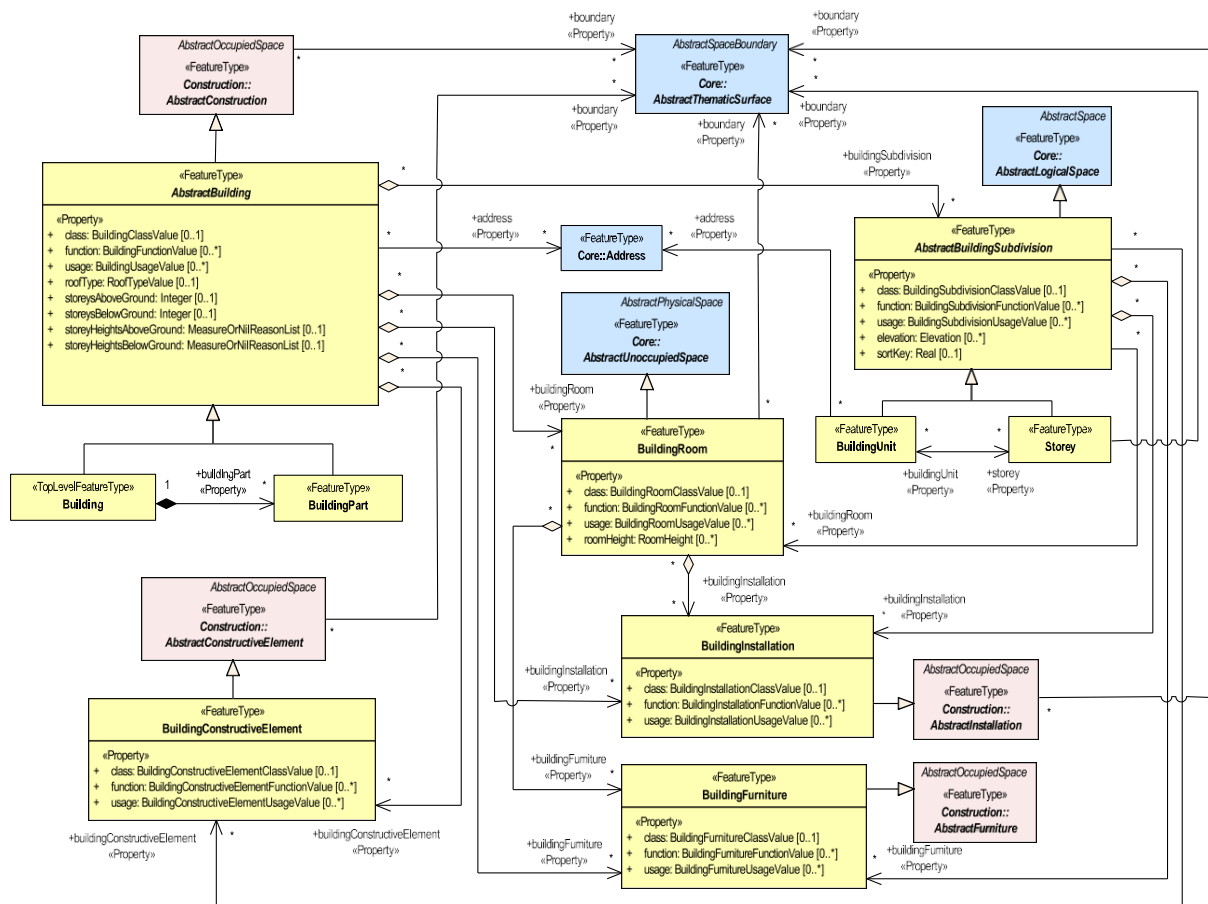 +boundary
«Property»
*
*
AbstractOccupiedSpace
«FeatureType»
Construction::
AbstractConstruction
AbstractSpaceBoundary
«FeatureType»
Core::
AbstractThematicSurface
+boundary
«Property»
*
*
*
+boundary
«Property»
+boundary
«Property»
*
+boundary
«Property»
AbstractSpace
«FeatureType»
Core::
AbstractLogicalSpace
«FeatureType»
AbstractBuilding
«Property»
+ class: BuildingClassValue [0..1]
+ function: BuildingFunctionValue [0..*]
+ usage: BuildingUsageValue [0..*]
+ roofType: RoofTypeValue [0..1]
+ storeysAboveGround: Integer [0..1]
+ storeysBelowGround: Integer [0..1]
+ storeyHeightsAboveGround: MeasureOrNilReasonList [0..1]
+ storeyHeightsBelowGround: MeasureOrNilReasonList [0..1]
*
*
*
*
*
*
+buildingSubdivision
«Property»
*
+address
«Property»
*
«FeatureType»
Core::Address
*
+address
«Property»
«FeatureType»
AbstractBuildingSubdivision
«Property»
+ class: BuildingSubdivisionClassValue [0..1]
+ function: BuildingSubdivisionFunctionValue [0..*]
+ usage: BuildingSubdivisionUsageValue [0..*]
+ elevation: Elevation [0..*]
+ sortKey: Real [0..1]
*
*
*
*
AbstractPhysicalSpace
«FeatureType»
Core::
AbstractUnoccupiedSpace
+buildingRoom
«Property»
*
*
«FeatureType»
BuildingRoom
«Property»
+ class: BuildingRoomClassValue [0..1]
+ function: BuildingRoomFunctionValue [0..*]
+ usage: BuildingRoomUsageValue [0..*]
+ roomHeight: RoomHeight [0..*]
*
«FeatureType»
BuildingUnit
*
*
«FeatureType»
Storey
+buildingUnit
«Property»
+storey
«Property»
«TopLevelFeatureType»
Building
1
+buildingPart
«Property»
*
«FeatureType»
BuildingPart
*
+buildingRoom
«Property»
*
*
+buildingInstallation
«Property»
*
+buildingInstallation
«Property»
*
AbstractOccupiedSpace
«FeatureType»
Construction::
AbstractConstructiveElement
*
«FeatureType»
BuildingInstallation
«Property»
+ class: BuildingInstallationClassValue [0..1]
+ function: BuildingInstallationFunctionValue [0..*]
+ usage: BuildingInstallationUsageValue [0..*]
+buildingInstallation
«Property»
*
AbstractOccupiedSpace
«FeatureType»
Construction::
AbstractInstallation
*
«FeatureType»
BuildingConstructiveElement
«Property»
+ class: BuildingConstructiveElementClassValue [0..1]
+ function: BuildingConstructiveElementFunctionValue [0..*]
+ usage: BuildingConstructiveElementUsageValue [0..*]
*
+buildingConstructiveElement
«Property»
*
+buildingConstructiveElement
«Property»
+buildingFurniture
«Property»
*
«FeatureType»
BuildingFurniture
«Property»
+ class: BuildingFurnitureClassValue [0..1]
+ function: BuildingFurnitureFunctionValue [0..*]
+ usage: BuildingFurnitureUsageValue [0..*]
+buildingFurniture
«Property»
*
AbstractOccupiedSpace
«FeatureType»
Construction::
AbstractFurniture
*
+buildingFurniture
«Property»